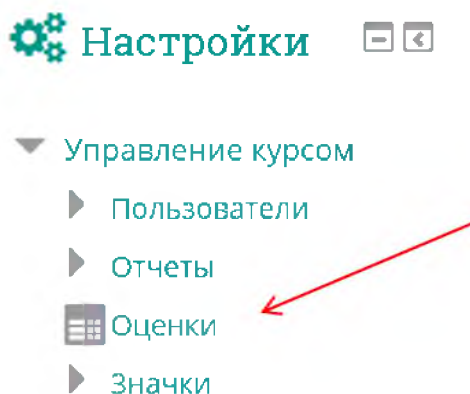 Настройки
Управление курсом
Пользователи
Отчеты
Оценки
Значки